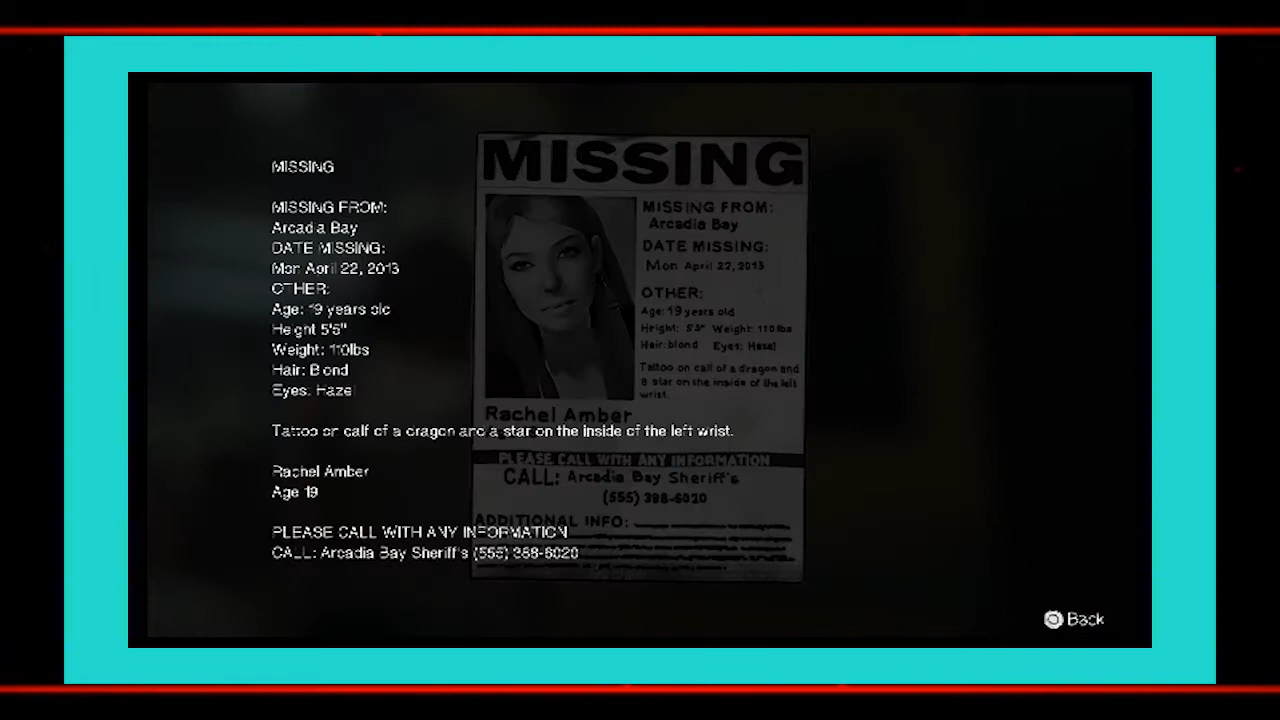 MISSING
MISSING FROM:
Arcadia Bay
DATE MISSING:
Mon April 22, 2013
OTHER:
Age: 19 years old
Height 5'5"
Weight: 110lbs
Hair: Blond
Eyes: Hazel
Tattoo on calf of a dragon and a star on the inside of the left wrist.
Rachel Amber
Age 19
PLEASE CALL WITH ANY INFORMATION
CALL: Arcadia Bay Sheriff's (555) 388-6020
MISSING
MISSING FROM:
Arcadia Bay
DATE MISSING:
Mon April 22, 2013
OTHER:
Age: 19 years old
Height: 5'5" Weight: 110lbs
Hair: blond Eyes: Hazel
Tattoo on calf of a dragon and
a star on the inside of the left
wrist.
Rachel Amber
PLEASE CALL WITH ANY INFORMATION
CALL: Arcadia Bay Sheriff's
(555) 388-6020
ADDITIONAL INFO:
Back